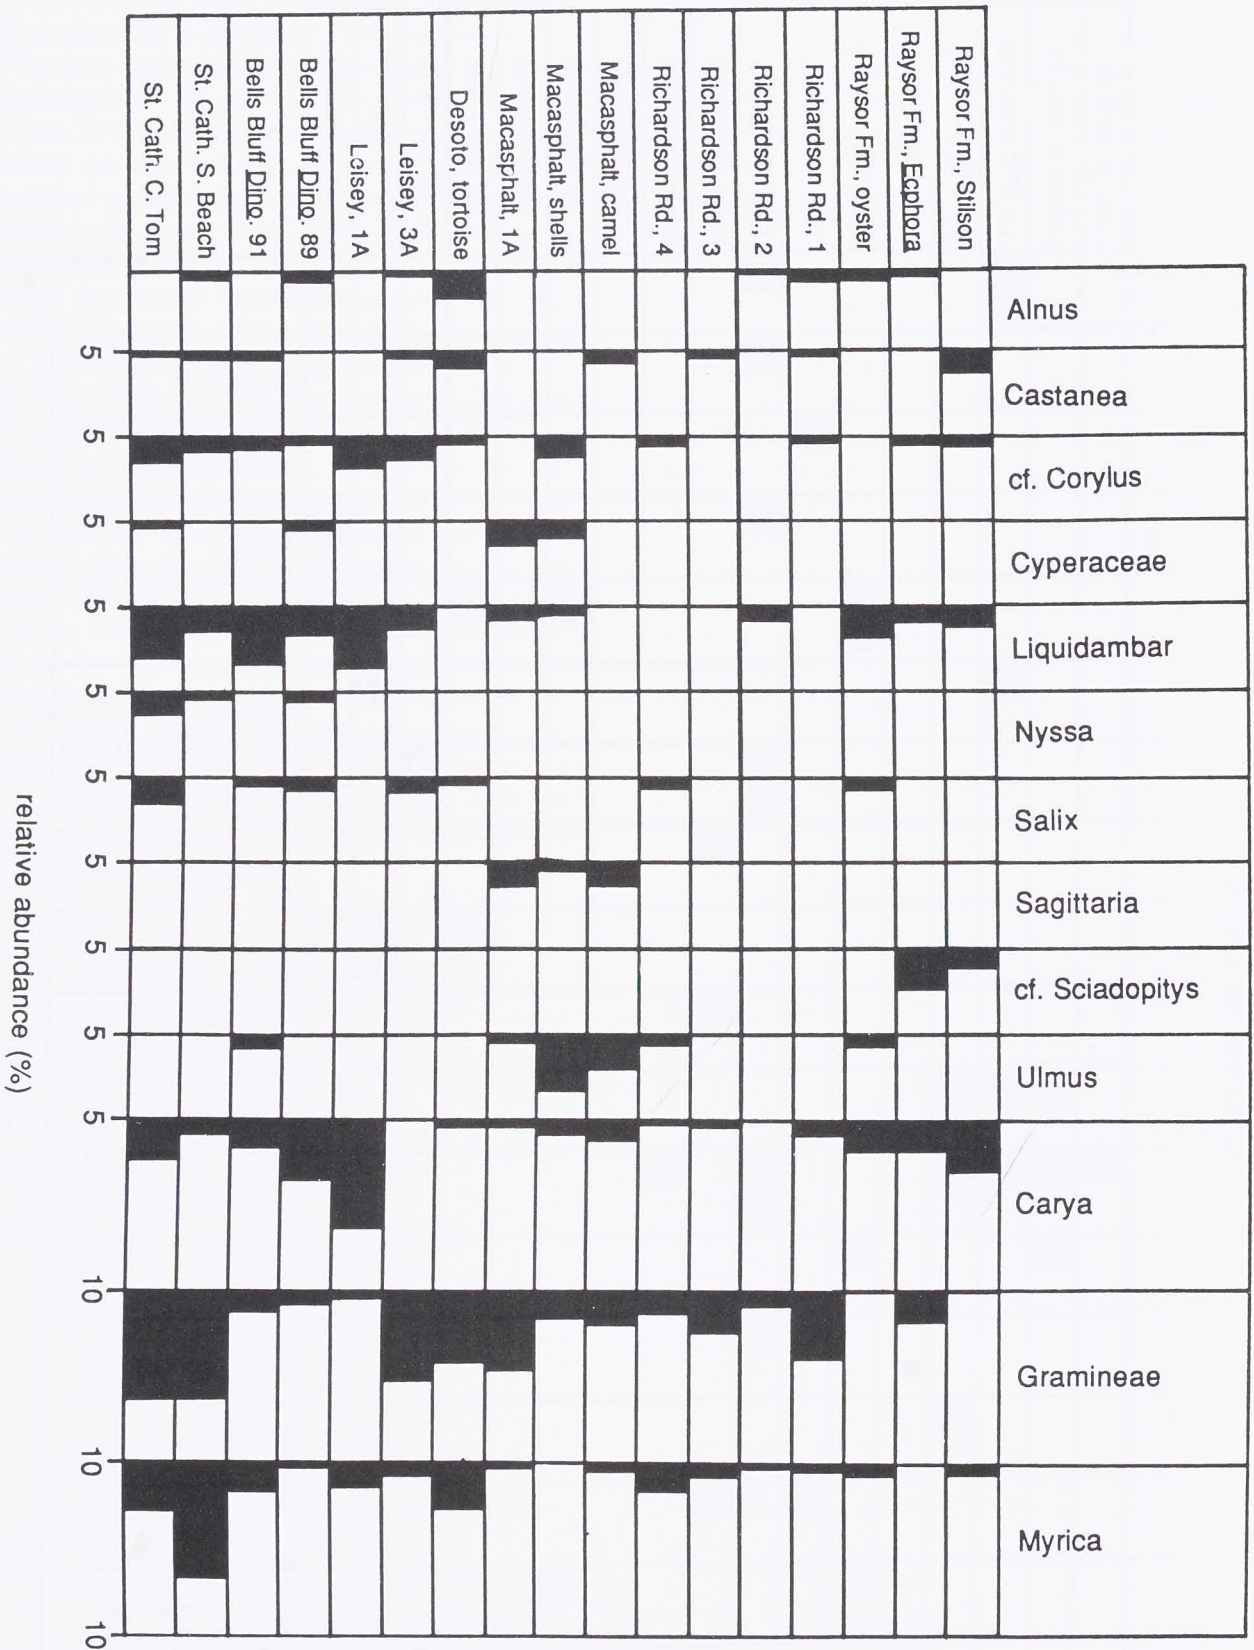 St. Cath. C. Tom
St. Cath. S. Beach
Bells Bluff Dino. 91
Bells Bluff Dino. 89
Leisey, 1A
Leisey, 3A
Desoto, tortoise
Macasphalt, 1A
Macasphalt, shells
Macasphalt, camel
Richardson Rd., 4
Richardson Rd., 3
Richardson Rd., 2
Richardson Rd., 1
Raysor Fm., oyster
Raysor Fm., Ecphora
Raysor Fm., Stilson
Alnus
5
Castanea
5
cf. Corylus
5
Cyperaceae
5
Liquidambar
5
Nyssa
5
Salix
5
Sagittaria
5
cf. Sciadopitys
5
Ulmus
5
Carya
10
Gramineae
10
Myrica
10
relative abundance (%)